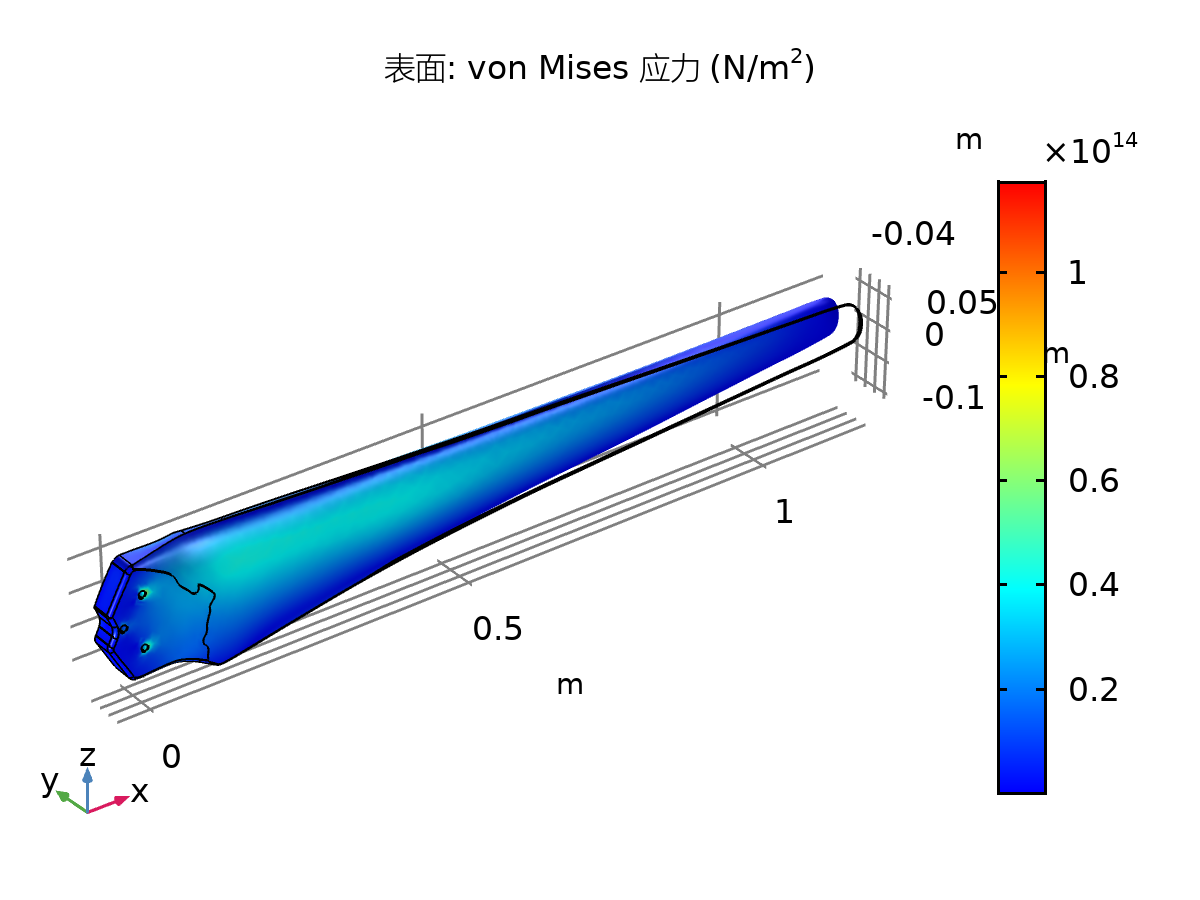 表面: von Mises 应力 (N/m²)
m
×10¹⁴
-0.04
1
0.05
0
m
0.8
-0.1
0.6
1
0.4
0.5
m
0.2
0
z
y
x